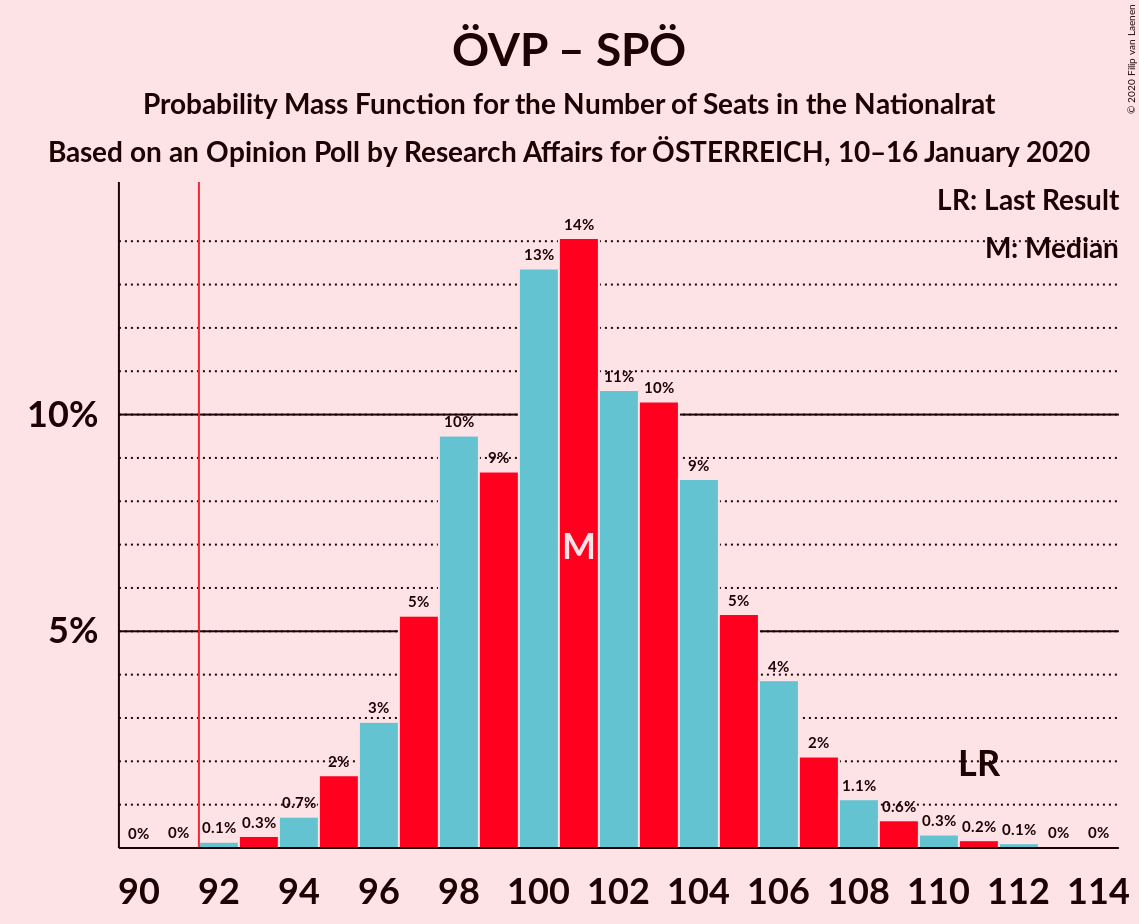 ÖVP – SPÖ
Probability Mass Function for the Number of Seats in the Nationalrat
Based on an Opinion Poll by Research Affairs for ÖSTERREICH, 10–16 January 2020
© 2020 Filip van Laenen
LR: Last Result
M: Median
14%
13%
11%
10%
10%
10%
9%
9%
M
5%
5%
5%
4%
3%
2%
2%
LR
1.1%
0.7%
0.6%
0% 0% 0.1% 0.3%
0.3% 0.2% 0.1% 0% 0%
90 92 94 96 98 100 102 104 106 108 110 112 114